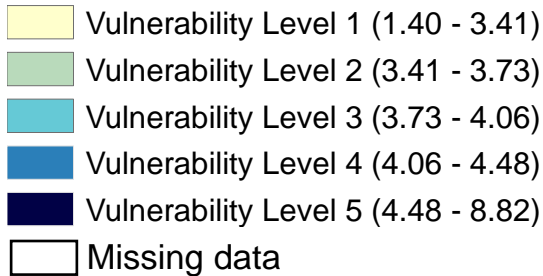 Vulnerability Level 1 (1.40 - 3.41)
Vulnerability Level 2 (3.41 - 3.73)
Vulnerability Level 3 (3.73 - 4.06)
Vulnerability Level 4 (4.06 - 4.48)
Vulnerability Level 5 (4.48 - 8.82)
Missing data